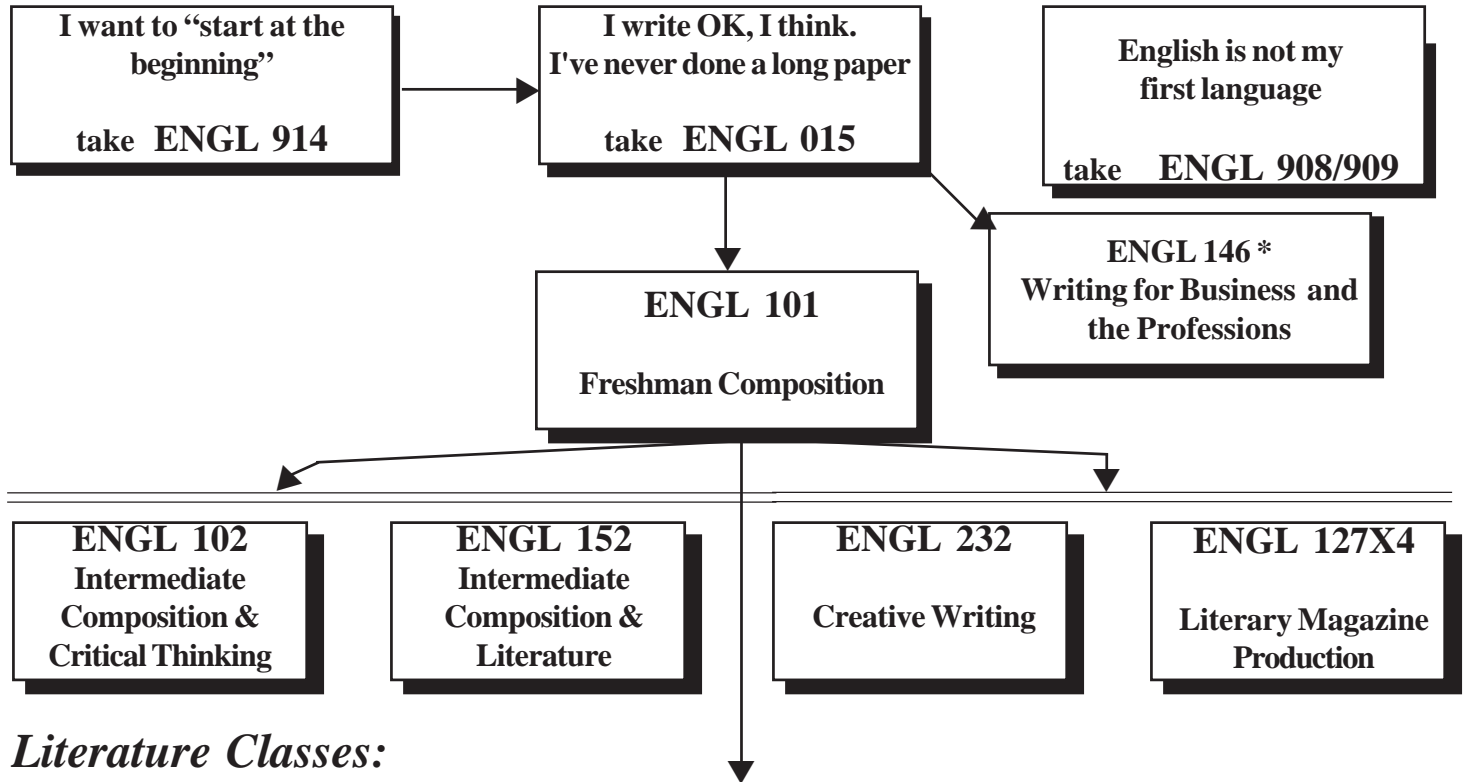 I want to “start at the
beginning”
take ENGL 914
I write OK, I think.
I've never done a long paper
take ENGL 015
English is not my
first language
take ENGL 908/909
ENGL 146 *
Writing for Business and
the Professions
ENGL 101
Freshman Composition
ENGL 102
Intermediate
Composition &
Critical Thinking
ENGL 152
Intermediate
Composition &
Literature
ENGL 232
Creative Writing
ENGL 127X4
Literary Magazine
Production
Literature Classes: